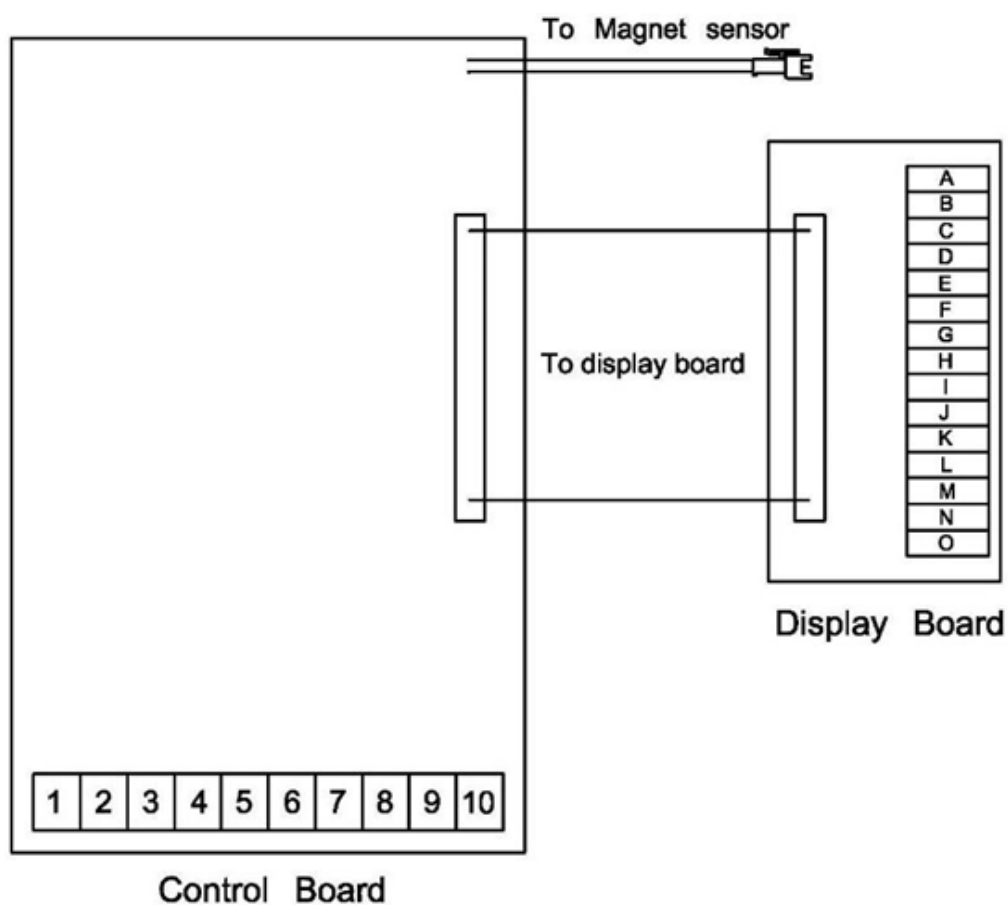 To Magnet sensor
A
B
C
D
E
F
G
H
I
J
K
L
M
N
O
To display board
Display Board
1 2 3 4 5 6 7 8 9 10
Control Board